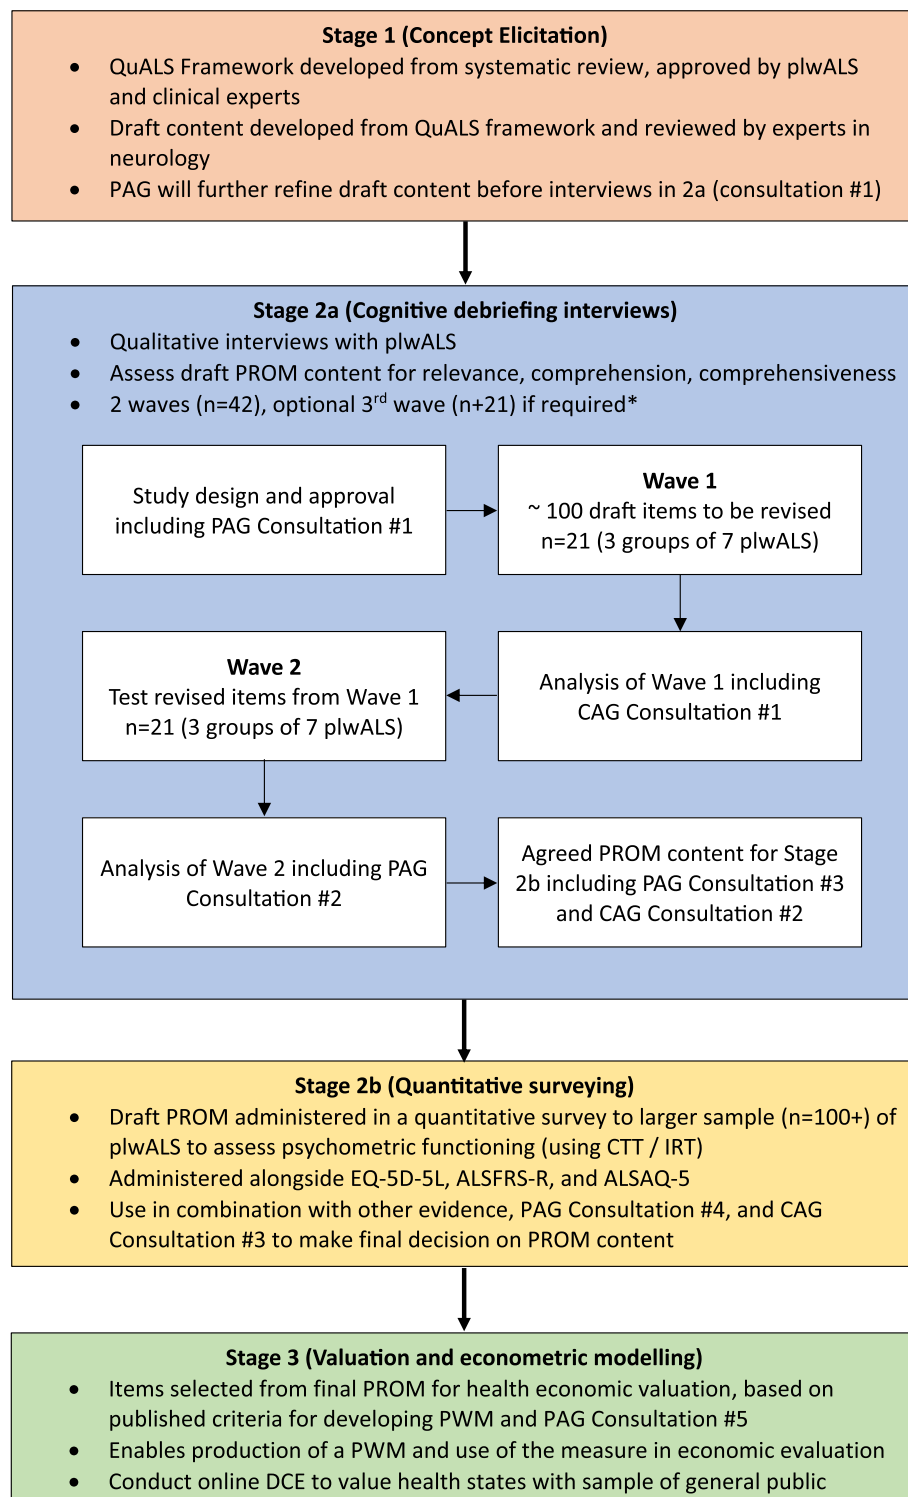 Stage 1 (Concept Elicitation)
• QuALS Framework developed from systematic review, approved by plwALS
and clinical experts
• Draft content developed from QuALS framework and reviewed by experts in
neurology
• PAG will further refine draft content before interviews in 2a (consultation #1)
Stage 2a (Cognitive debriefing interviews)
• Qualitative interviews with plwALS
• Assess draft PROM content for relevance, comprehension, comprehensiveness
• 2 waves (n=42), optional 3rd wave (n+21) if required*
Study design and approval
including PAG Consultation #1
Wave 1
~ 100 draft items to be revised
n=21 (3 groups of 7 plwALS)
Analysis of Wave 1 including
CAG Consultation #1
Wave 2
Test revised items from Wave 1
n=21 (3 groups of 7 plwALS)
Analysis of Wave 2 including PAG
Consultation #2
Agreed PROM content for Stage
2b including PAG Consultation #3
and CAG Consultation #2
Stage 2b (Quantitative surveying)
• Draft PROM administered in a quantitative survey to larger sample (n=100+) of
plwALS to assess psychometric functioning (using CTT / IRT)
• Administered alongside EQ-5D-5L, ALSFRS-R, and ALSAQ-5
• Use in combination with other evidence, PAG Consultation #4, and CAG
Consultation #3 to make final decision on PROM content
Stage 3 (Valuation and econometric modelling)
• Items selected from final PROM for health economic valuation, based on
published criteria for developing PWM and PAG Consultation #5
• Enables production of a PWM and use of the measure in economic evaluation
• Conduct online DCE to value health states with sample of general public